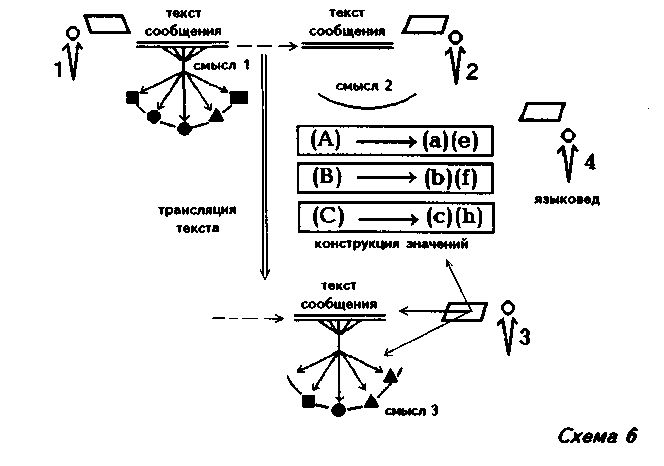 текст
сообщения
текст
сообщения
1
смысл 1
2
смысл 2
(A) (a)(e)
(B) (b)(f)
(C) (c)(h)
4
языковед
трансляция
текста
конструкция значений
текст
сообщения
3
смысл 3
Схема 6